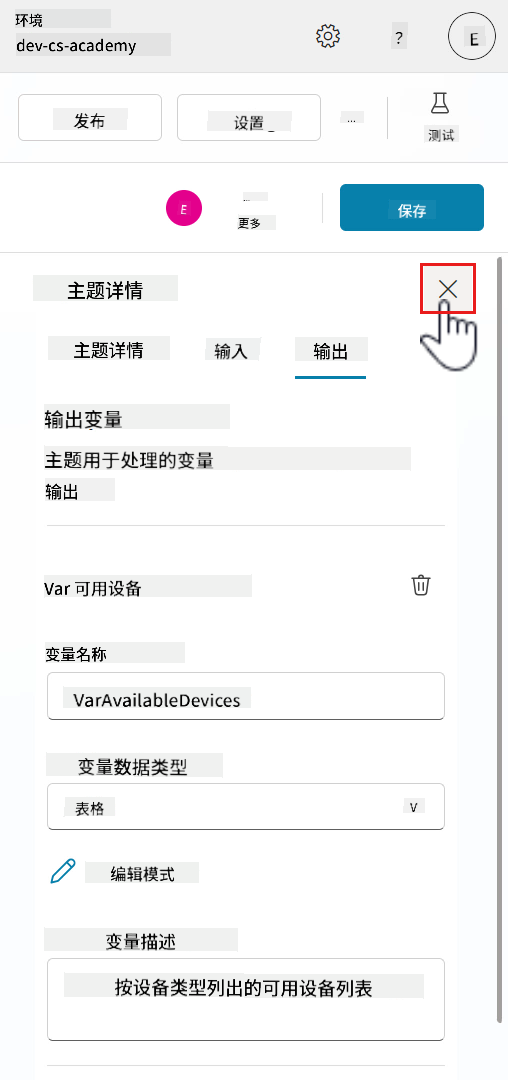 环境
dev-cs-academy
?
E
发布
设置
...
测试
E
...
更多
保存
主题详情
主题详情
输入
输出
输出变量
主题用于处理的变量
输出
Var 可用设备
变量名称
VarAvailableDevices
变量数据类型
表格
V
编辑模式
变量描述
按设备类型列出的可用设备列表